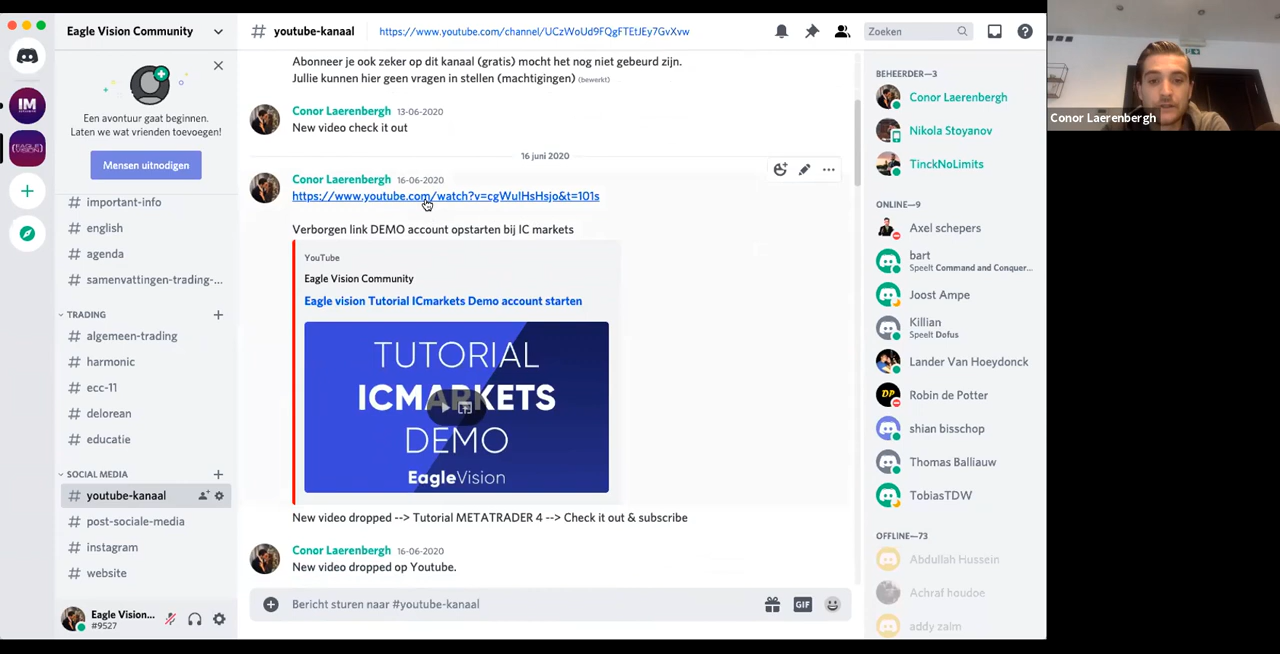 Eagle Vision Community
Een avontuur gaat beginnen.
Laten we wat vrienden toevoegen!
Mensen uitnodigen
# important-info
# english
# agenda
# samenvattingen-trading-...
TRADING
# algemeen-trading
# harmonic
# ecc-11
# delorean
# educatie
SOCIAL MEDIA
# youtube-kanaal
# post-sociale-media
# instagram
# website
Eagle Vision...
#9527
IM
# youtube-kanaal
https://www.youtube.com/channel/UCzWoUd9FQgFTEtJEy7GvXvw
Zoeken
Abonneer je ook zeker op dit kanaal (gratis) mocht het nog niet gebeurd zijn.
Jullie kunnen hier geen vragen in stellen (machtigingen) (bewerkt)
Conor Laerenbergh 13-06-2020
New video check it out
16 juni 2020
Conor Laerenbergh 16-06-2020
https://www.youtube.com/watch?v=cgWuIHsHsjo&t=101s
Verborgen link DEMO account opstarten bij IC markets
YouTube
Eagle Vision Community
Eagle vision Tutorial ICmarkets Demo account starten
TUTORIAL
ICMARKETS
DEMO
EagleVision
New video dropped --> Tutorial METATRADER 4 --> Check it out & subscribe
Conor Laerenbergh 16-06-2020
New video dropped op Youtube.
Bericht sturen naar #youtube-kanaal
GIF
BEHEERDER—3
Conor Laerenbergh
Nikola Stoyanov
TinckNoLimits
ONLINE—9
Axel schepers
bart
Speelt Command and Conquer...
Joost Ampe
Killian
Speelt Dofus
Lander Van Hoeydonck
DP
Robin de Potter
shian bisschop
Thomas Balliauw
TobiasTDW
OFFLINE—73
Abdullah Hussein
Achraf houdoe
addy zalm
Conor Laerenbergh